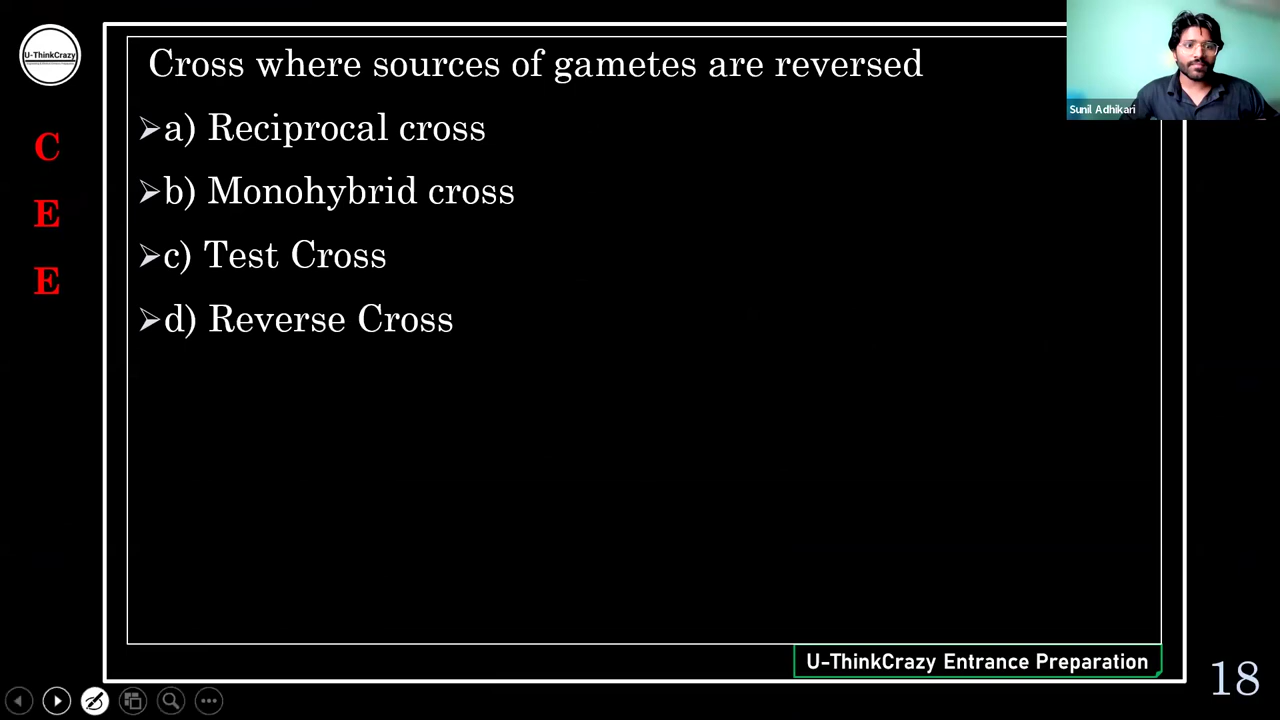 U-ThinkCrazy
Cross where sources of gametes are reversed
➢a) Reciprocal cross
➢b) Monohybrid cross
➢c) Test Cross
➢d) Reverse Cross
C
E
E
Sunil Adhikari
U-ThinkCrazy Entrance Preparation
18